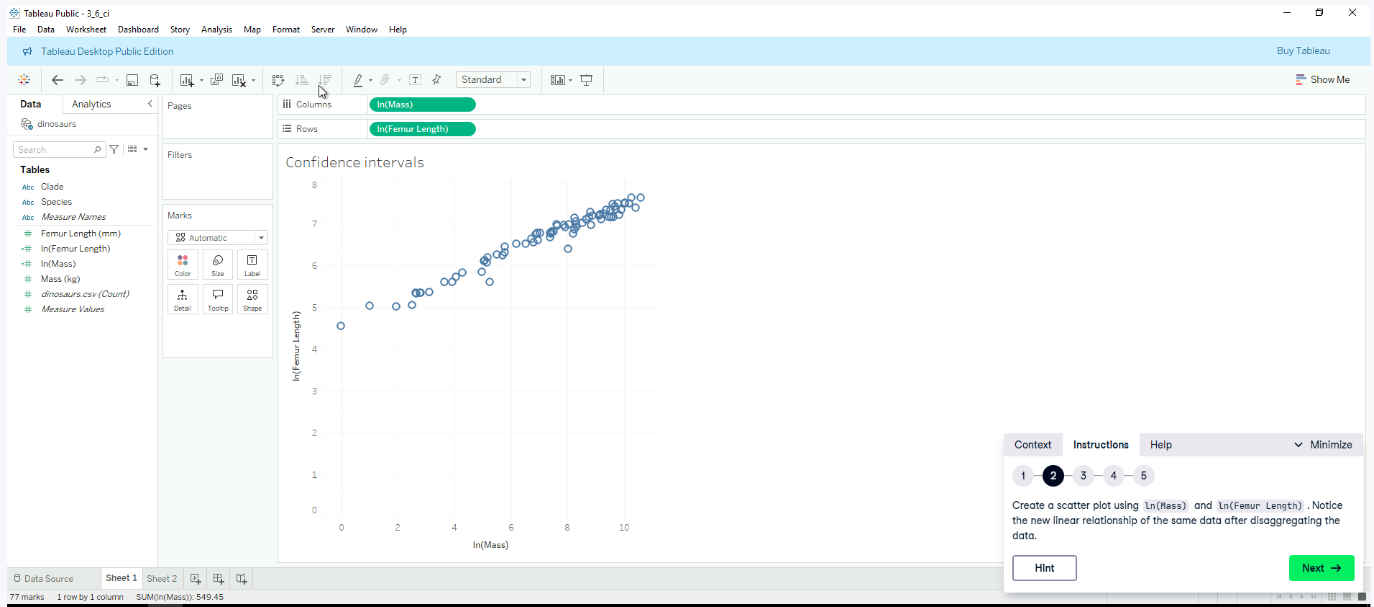 Tableau Public - 3_6_ci
File Data Worksheet Dashboard Story Analysis Map Format Server Window Help
Tableau Desktop Public Edition Buy Tableau
Standard Show Me
Data Analytics
Pages
Columns ln(Mass)
dinosaurs
Rows ln(Femur Length)
Search
Filters
Confidence intervals
Tables
Abc Clade
Abc Species
Abc Measure Names
Femur Length (mm)
ln(Femur Length)
ln(Mass)
Mass (kg)
dinosaurs.csv (Count)
Measure Values
Marks
Automatic
Color Size Label
Detail Tooltip Shape
8
7
6
5
4
3
2
1
0
ln(Femur Length)
0 2 4 6 8 10
ln(Mass)
Context Instructions Help Minimize
1 2 3 4 5
Create a scatter plot using ln(Mass) and ln(Femur Length) . Notice
the new linear relationship of the same data after disaggregating the
data.
Hint Next →
Data Source Sheet 1 Sheet 2
77 marks 1 row by 1 column SUM(ln(Mass)): 549.45